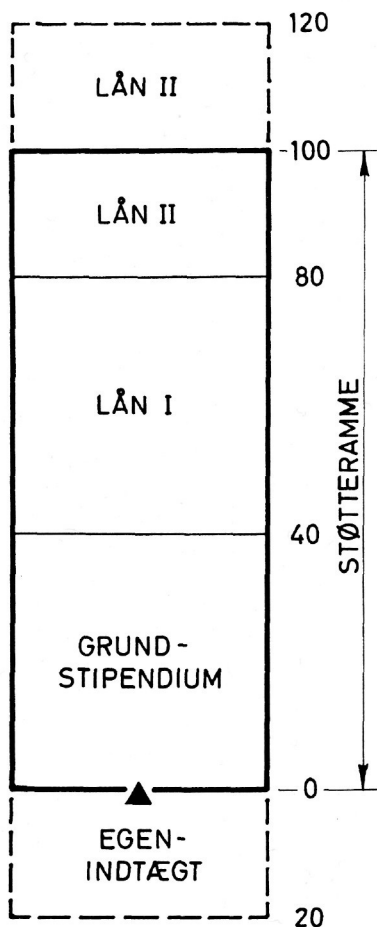 120
LÅN II
100
LÅN II
80
LÅN I
STØTTERAMME
40
GRUND-
STIPENDIUM
0
EGEN-
INDTÆGT
20